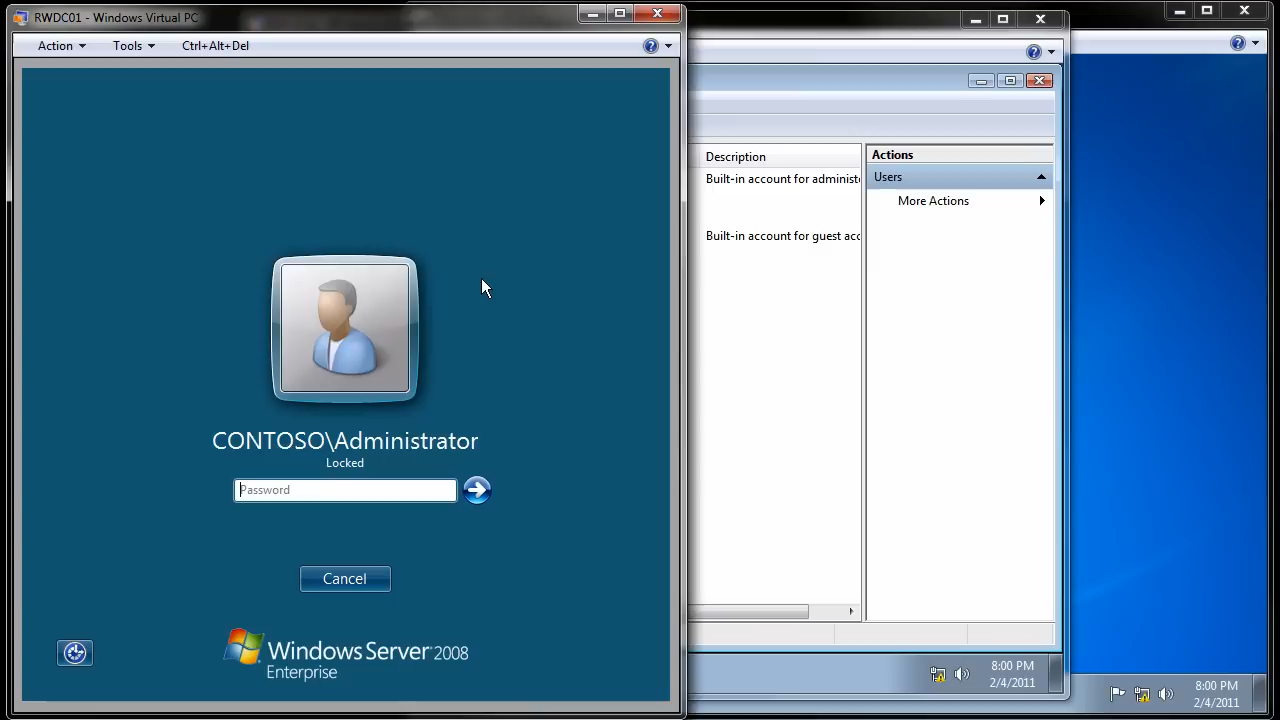 RWDC01 - Windows Virtual PC
Action
Tools
Ctrl+Alt+Del
CONTOSO\Administrator
Locked
Password
Cancel
Windows Server 2008
Enterprise
Description
Built-in account for administe
Built-in account for guest acc
Actions
Users
More Actions
8:00 PM
2/4/2011
8:00 PM
2/4/2011